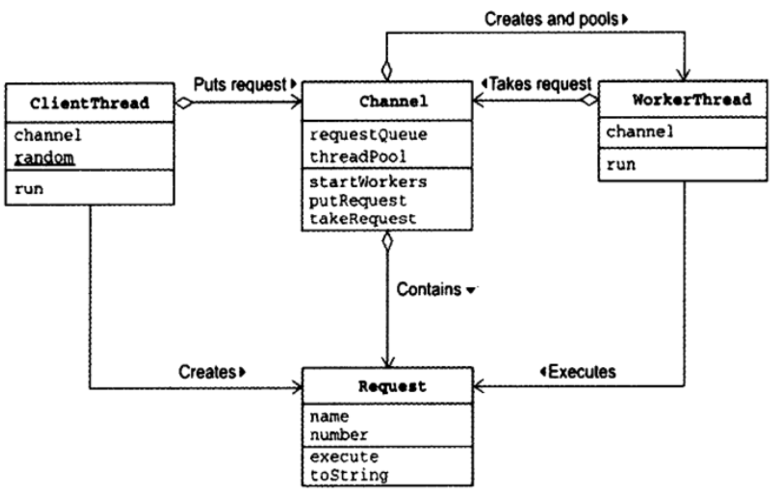 Creates and pools▸
Puts request ▸
◂Takes request
ClientThread
channel
random
run
Channel
requestQueue
threadPool
startWorkers
putRequest
takeRequest
WorkerThread
channel
run
Contains ▾
Creates▸
◂Executes
Request
name
number
execute
toString